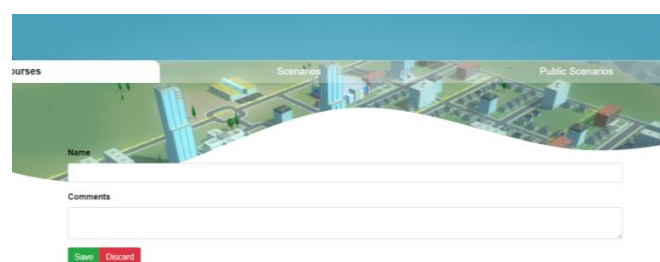 ourses
Scenarios
Public Scenarios
Name
Comments
Save Discard